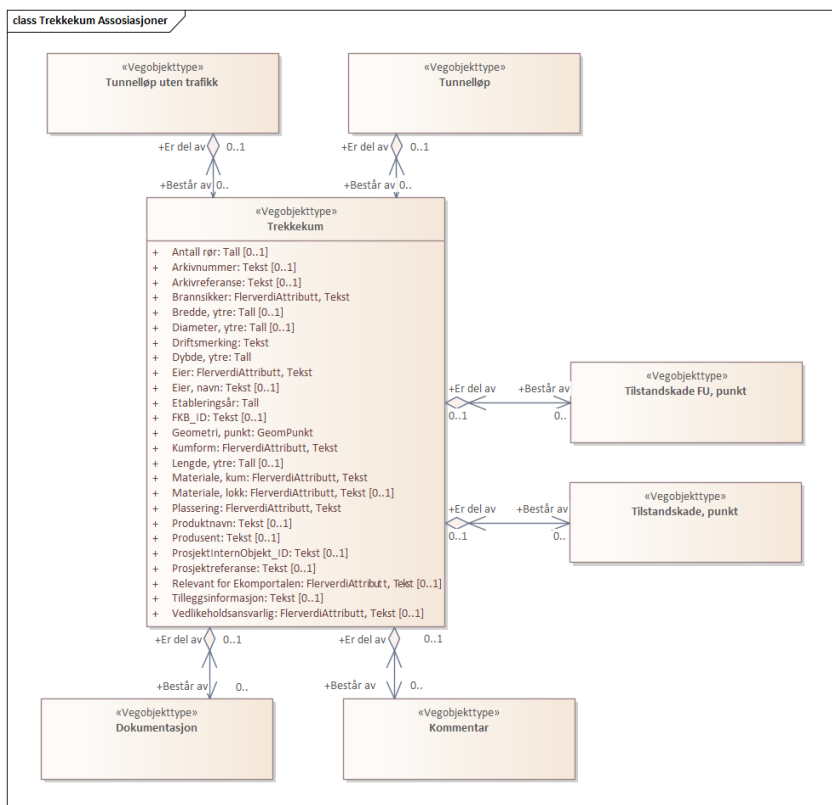 class Trekkekum Assosiasjoner
«Vegobjekttype»
Tunnelløp uten trafikk
«Vegobjekttype»
Tunnelløp
+Er del av 0..1
+Består av 0..
+Er del av 0..1
+Består av 0..
«Vegobjekttype»
Trekkekum
+ Antall rør: Tall [0..1]
+ Arkivnummer: Tekst [0..1]
+ Arkivreferanse: Tekst [0..1]
+ Brannsikker: FlerverdiAttributt, Tekst
+ Bredde, ytre: Tall [0..1]
+ Diameter, ytre: Tall [0..1]
+ Driftsmerking: Tekst
+ Dybde, ytre: Tall
+ Eier: FlerverdiAttributt, Tekst
+ Eier, navn: Tekst [0..1]
+ Etableringsår: Tall
+ FKB_ID: Tekst [0..1]
+ Geometri, punkt: GeomPunkt
+ Kumform: FlerverdiAttributt, Tekst
+ Lengde, ytre: Tall [0..1]
+ Materiale, kum: FlerverdiAttributt, Tekst
+ Materiale, lokk: FlerverdiAttributt, Tekst [0..1]
+ Plassering: FlerverdiAttributt, Tekst
+ Produktnavn: Tekst [0..1]
+ Produsent: Tekst [0..1]
+ ProsjektInternObjekt_ID: Tekst [0..1]
+ Prosjektreferanse: Tekst [0..1]
+ Relevant for Ekomportalen: FlerverdiAttributt, Tekst [0..1]
+ Tilleggsinformasjon: Tekst [0..1]
+ Vedlikeholdsansvarlig: FlerverdiAttributt, Tekst [0..1]
+Er del av +Består av
0..1 0..
«Vegobjekttype»
Tilstandskade FU, punkt
+Er del av +Består av
0..1 0..
«Vegobjekttype»
Tilstandskade, punkt
+Er del av 0..1
+Består av 0..
+Er del av 0..1
+Består av 0..
«Vegobjekttype»
Dokumentasjon
«Vegobjekttype»
Kommentar